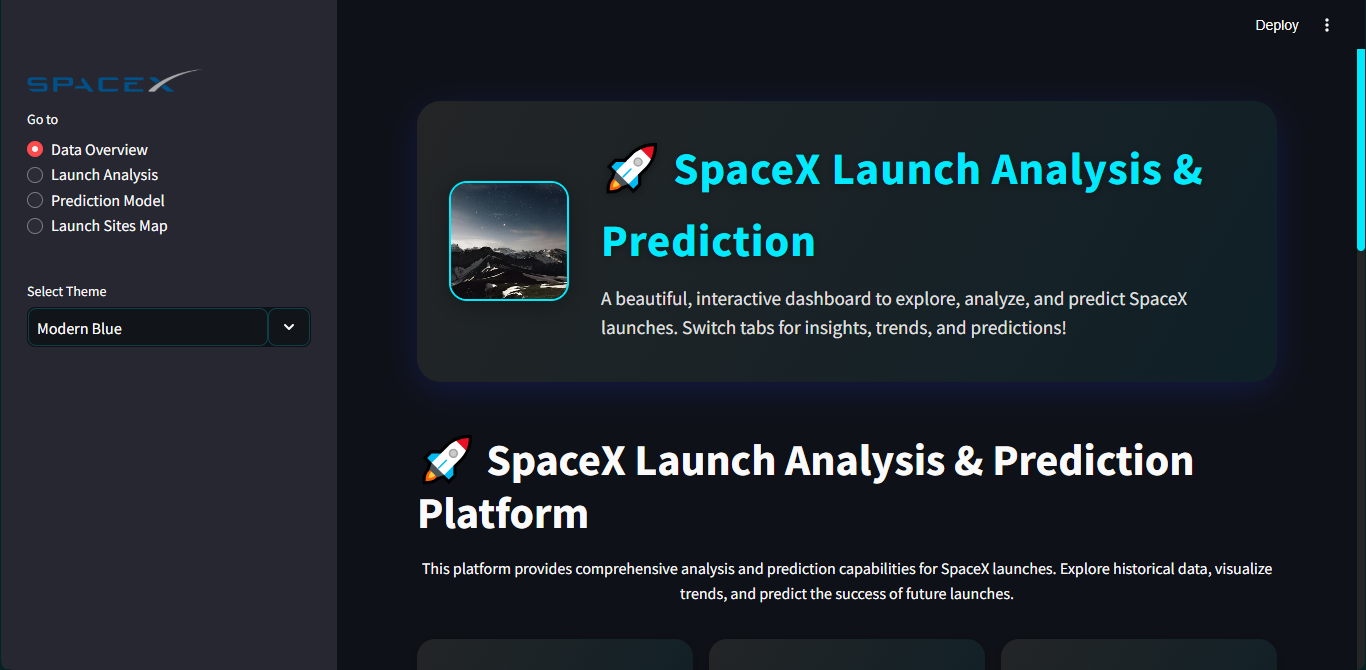 Deploy
SPACEX
Go to
Data Overview
Launch Analysis
Prediction Model
Launch Sites Map
Select Theme
Modern Blue
🚀 SpaceX Launch Analysis &
Prediction
A beautiful, interactive dashboard to explore, analyze, and predict SpaceX
launches. Switch tabs for insights, trends, and predictions!
🚀 SpaceX Launch Analysis & Prediction
Platform
This platform provides comprehensive analysis and prediction capabilities for SpaceX launches. Explore historical data, visualize
trends, and predict the success of future launches.